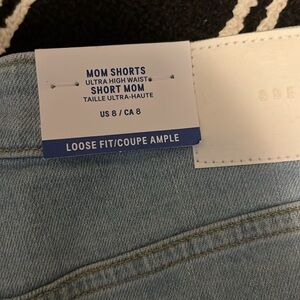 MOM SHORTS
ULTRA HIGH WAIST
SHORT MOM
TAILLE ULTRA-HAUTE
US 8 / CA 8
LOOSE FIT/COUPE AMPLE